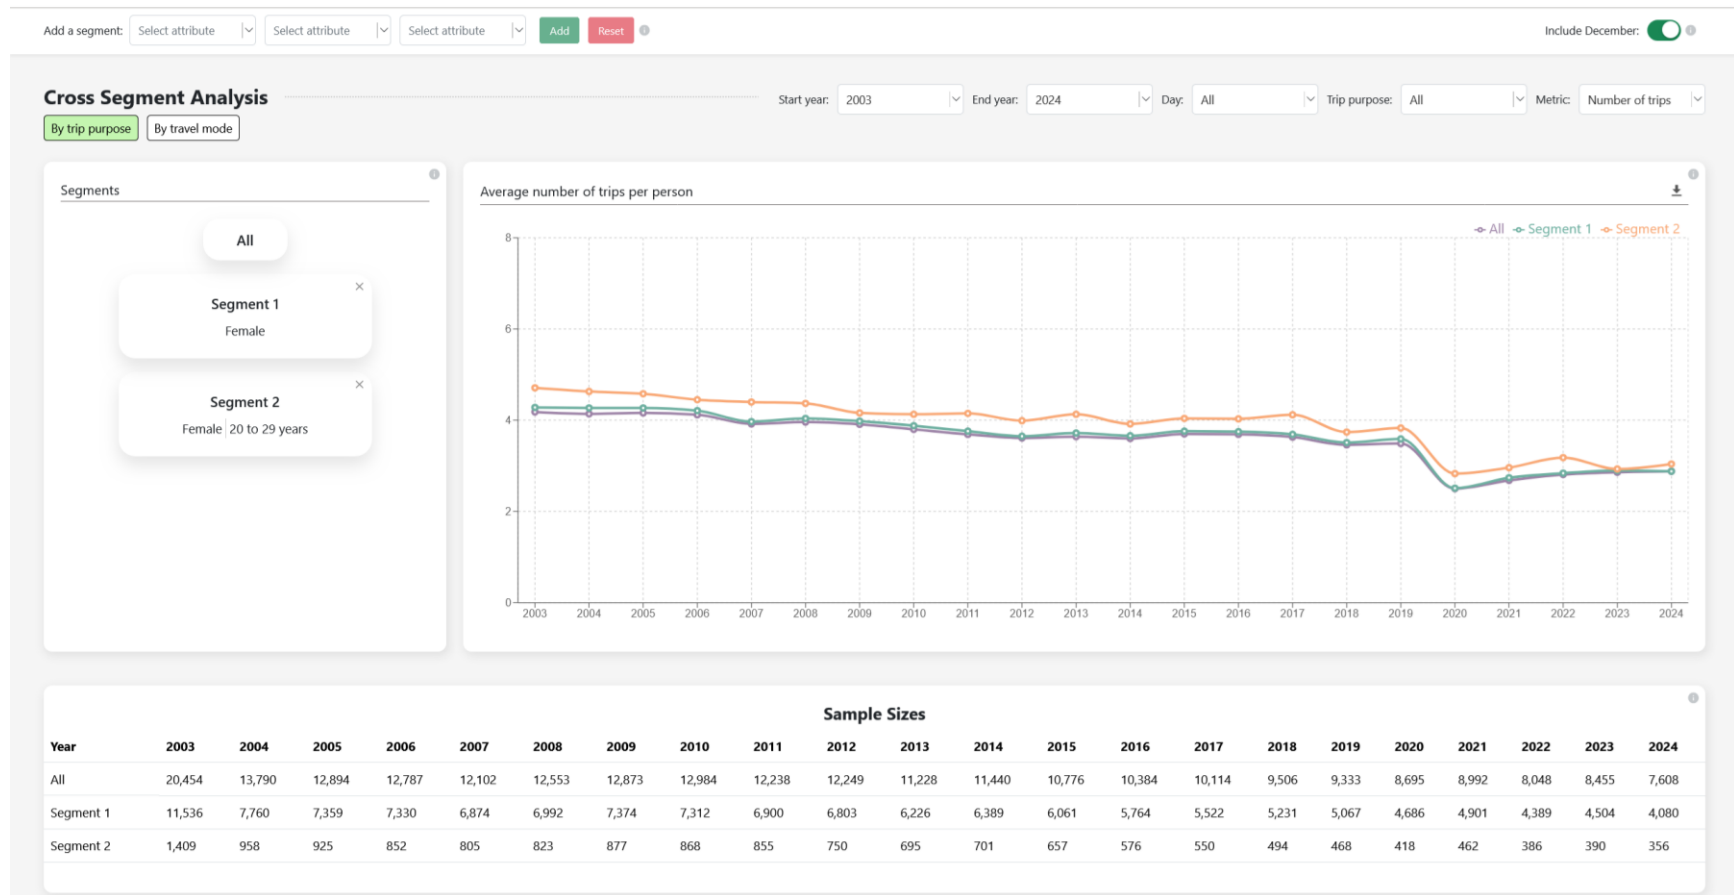 Add a segment: Select attribute Select attribute Select attribute Add Reset Include December:
Cross Segment Analysis Start year: 2003 End year: 2024 Day: All Trip purpose: All Metric: Number of trips
By trip purpose By travel mode
Segments
All
Segment 1
Female
Segment 2
Female 20 to 29 years
Average number of trips per person
All Segment 1 Segment 2
8
6
4
2
0
2003 2004 2005 2006 2007 2008 2009 2010 2011 2012 2013 2014 2015 2016 2017 2018 2019 2020 2021 2022 2023 2024
Sample Sizes
Year 2003 2004 2005 2006 2007 2008 2009 2010 2011 2012 2013 2014 2015 2016 2017 2018 2019 2020 2021 2022 2023 2024
All 20,454 13,790 12,894 12,787 12,102 12,553 12,873 12,984 12,238 12,249 11,228 11,440 10,776 10,384 10,114 9,506 9,333 8,695 8,992 8,048 8,455 7,608
Segment 1 11,536 7,760 7,359 7,330 6,874 6,992 7,374 7,312 6,900 6,803 6,226 6,389 6,061 5,764 5,522 5,231 5,067 4,686 4,901 4,389 4,504 4,080
Segment 2 1,409 958 925 852 805 823 877 868 855 750 695 701 657 576 550 494 468 418 462 386 390 356